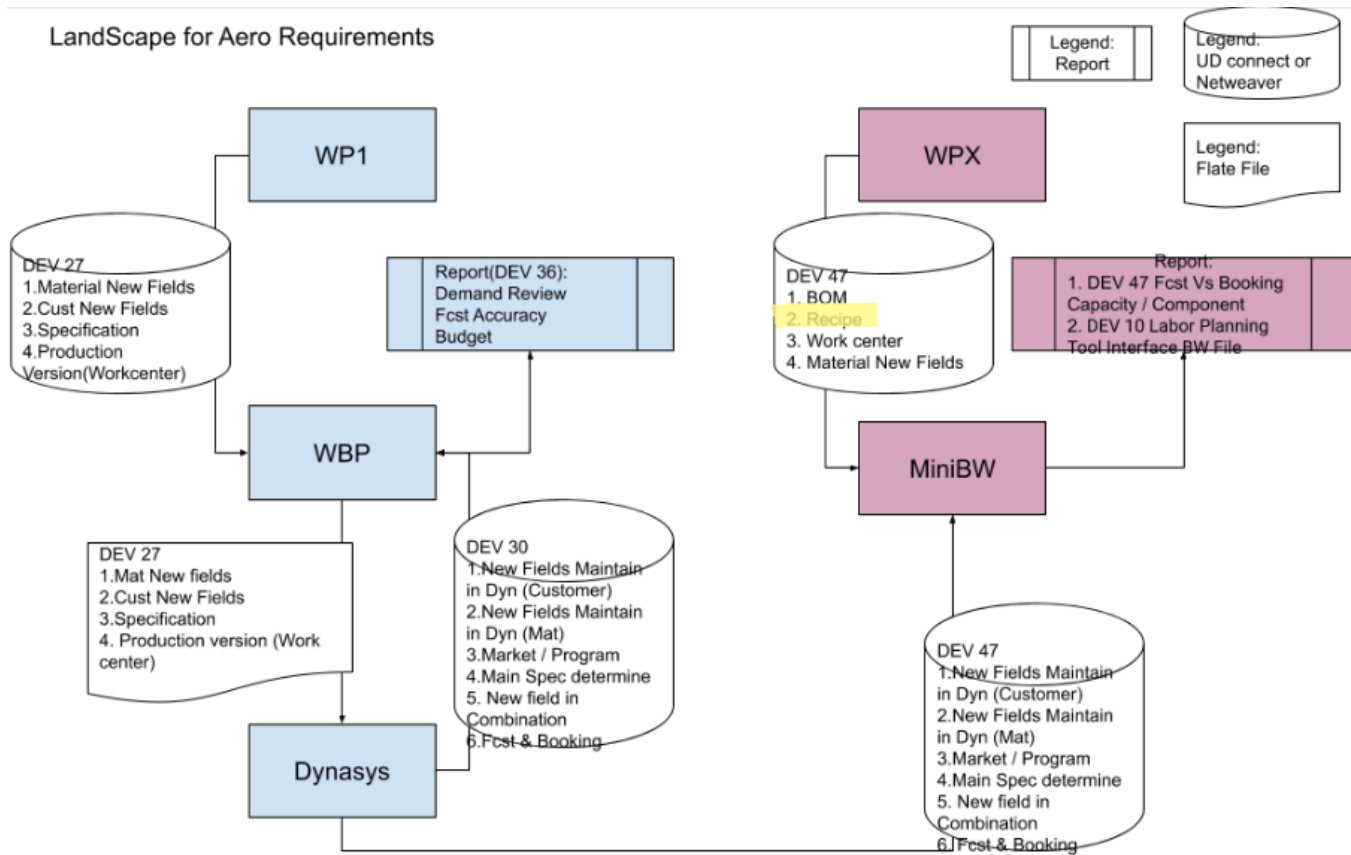 LandScape for Aero Requirements
Legend:
Report
Legend:
UD connect or
Netweaver
Legend:
Flate File
WP1
WPX
DEV 27
1.Material New Fields
2.Cust New Fields
3.Specification
4.Production
Version(Workcenter)
Report(DEV 36):
Demand Review
Fcst Accuracy
Budget
DEV 47
1. BOM
2. Recipe
3. Work center
4. Material New Fields
Report:
1. DEV 47 Fcst Vs Booking
Capacity / Component
2. DEV 10 Labor Planning
Tool Interface BW File
WBP
MiniBW
DEV 27
1.Mat New fields
2.Cust New Fields
3.Specification
4. Production version (Work
center)
DEV 30
1.New Fields Maintain
in Dyn (Customer)
2.New Fields Maintain
in Dyn (Mat)
3.Market / Program
4.Main Spec determine
5. New field in
Combination
6.Fcst & Booking
Dynasys
DEV 47
1.New Fields Maintain
in Dyn (Customer)
2.New Fields Maintain
in Dyn (Mat)
3.Market / Program
4.Main Spec determine
5. New field in
Combination
6. Fcst & Booking